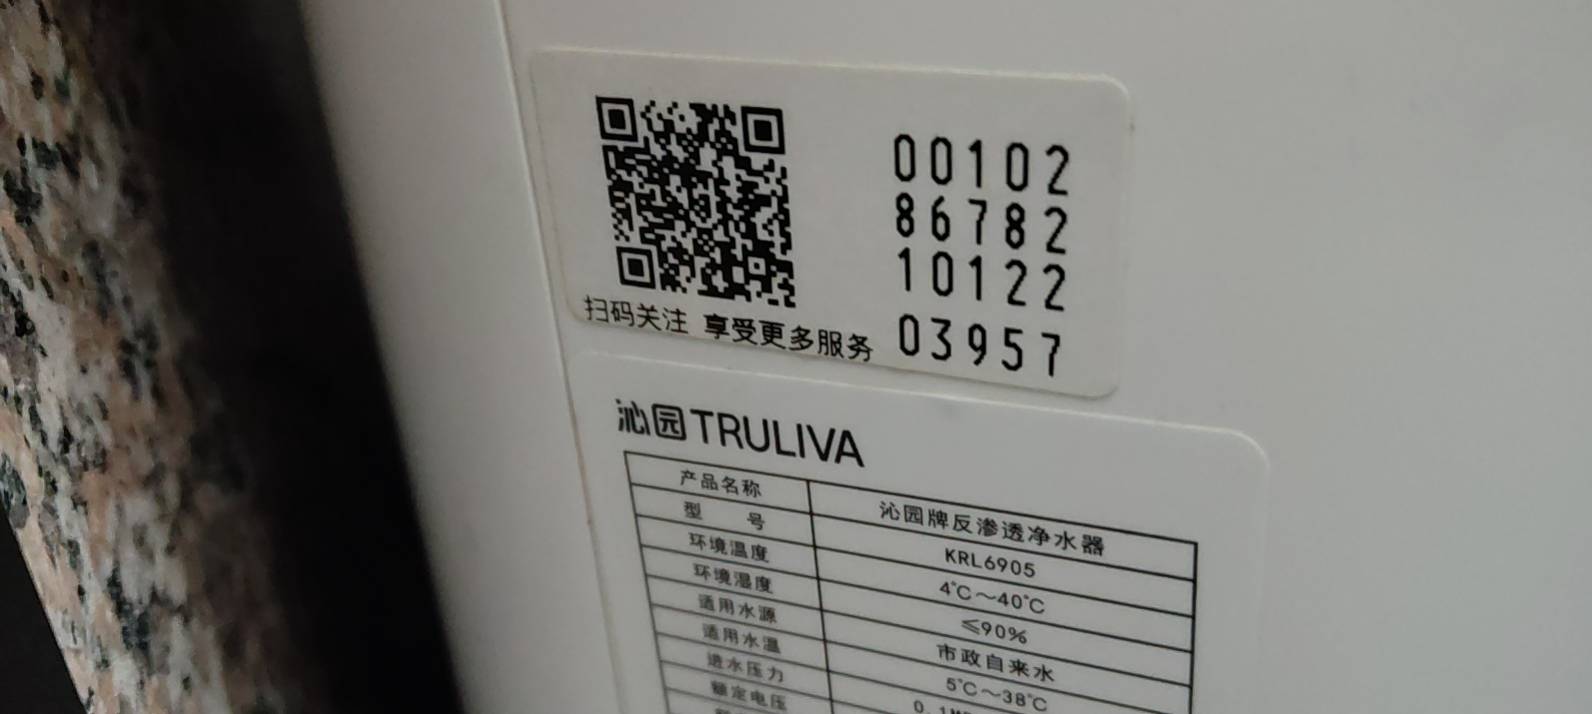 00102
86782
10122
03957
扫码关注 享受更多服务
沁园TRULIVA
产品名称 沁园牌反渗透净水器
型 号 KRL6905
环境温度 4℃～40℃
环境湿度 ≤90%
适用水源 市政自来水
适用水温 5℃～38℃
进水压力
额定电压